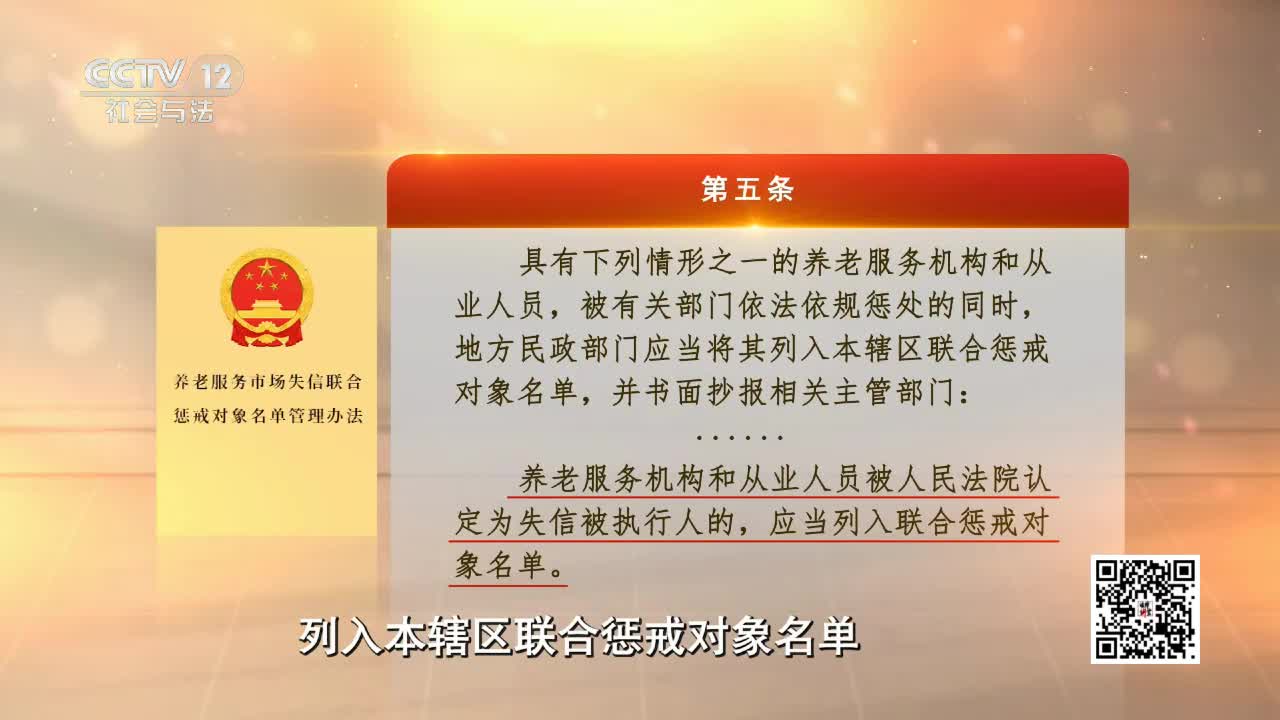 CCTV 12
社会与法
第五条
具有下列情形之一的养老服务机构和从
业人员，被有关部门依法依规惩处的同时，
地方民政部门应当将其列入本辖区联合惩戒
对象名单，并书面抄报相关主管部门：
······
养老服务机构和从业人员被人民法院认
定为失信被执行人的，应当列入联合惩戒对
象名单。
养老服务市场失信联合
惩戒对象名单管理办法
列入本辖区联合惩戒对象名单